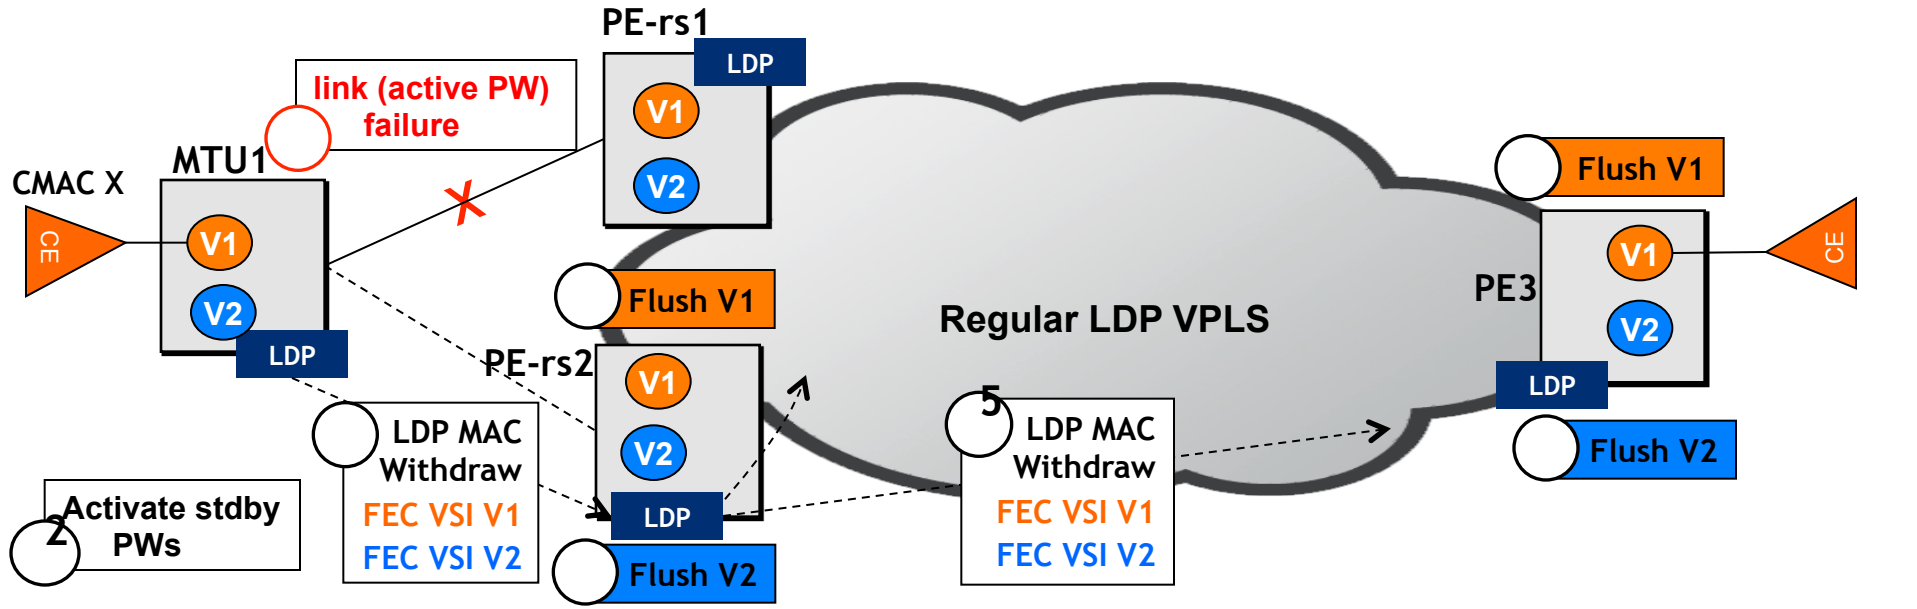 PE-rs1
LDP
link (active PW)
failure
V1
V2
MTU1
CMAC X
CE
V1
V2
LDP
X
Flush V1
PE-rs2
V1
V2
LDP
Flush V2
Regular LDP VPLS
LDP MAC
Withdraw
FEC VSI V1
FEC VSI V2
2
Activate stdby
PWs
5
LDP MAC
Withdraw
FEC VSI V1
FEC VSI V2
Flush V1
PE3
V1
V2
CE
LDP
Flush V2